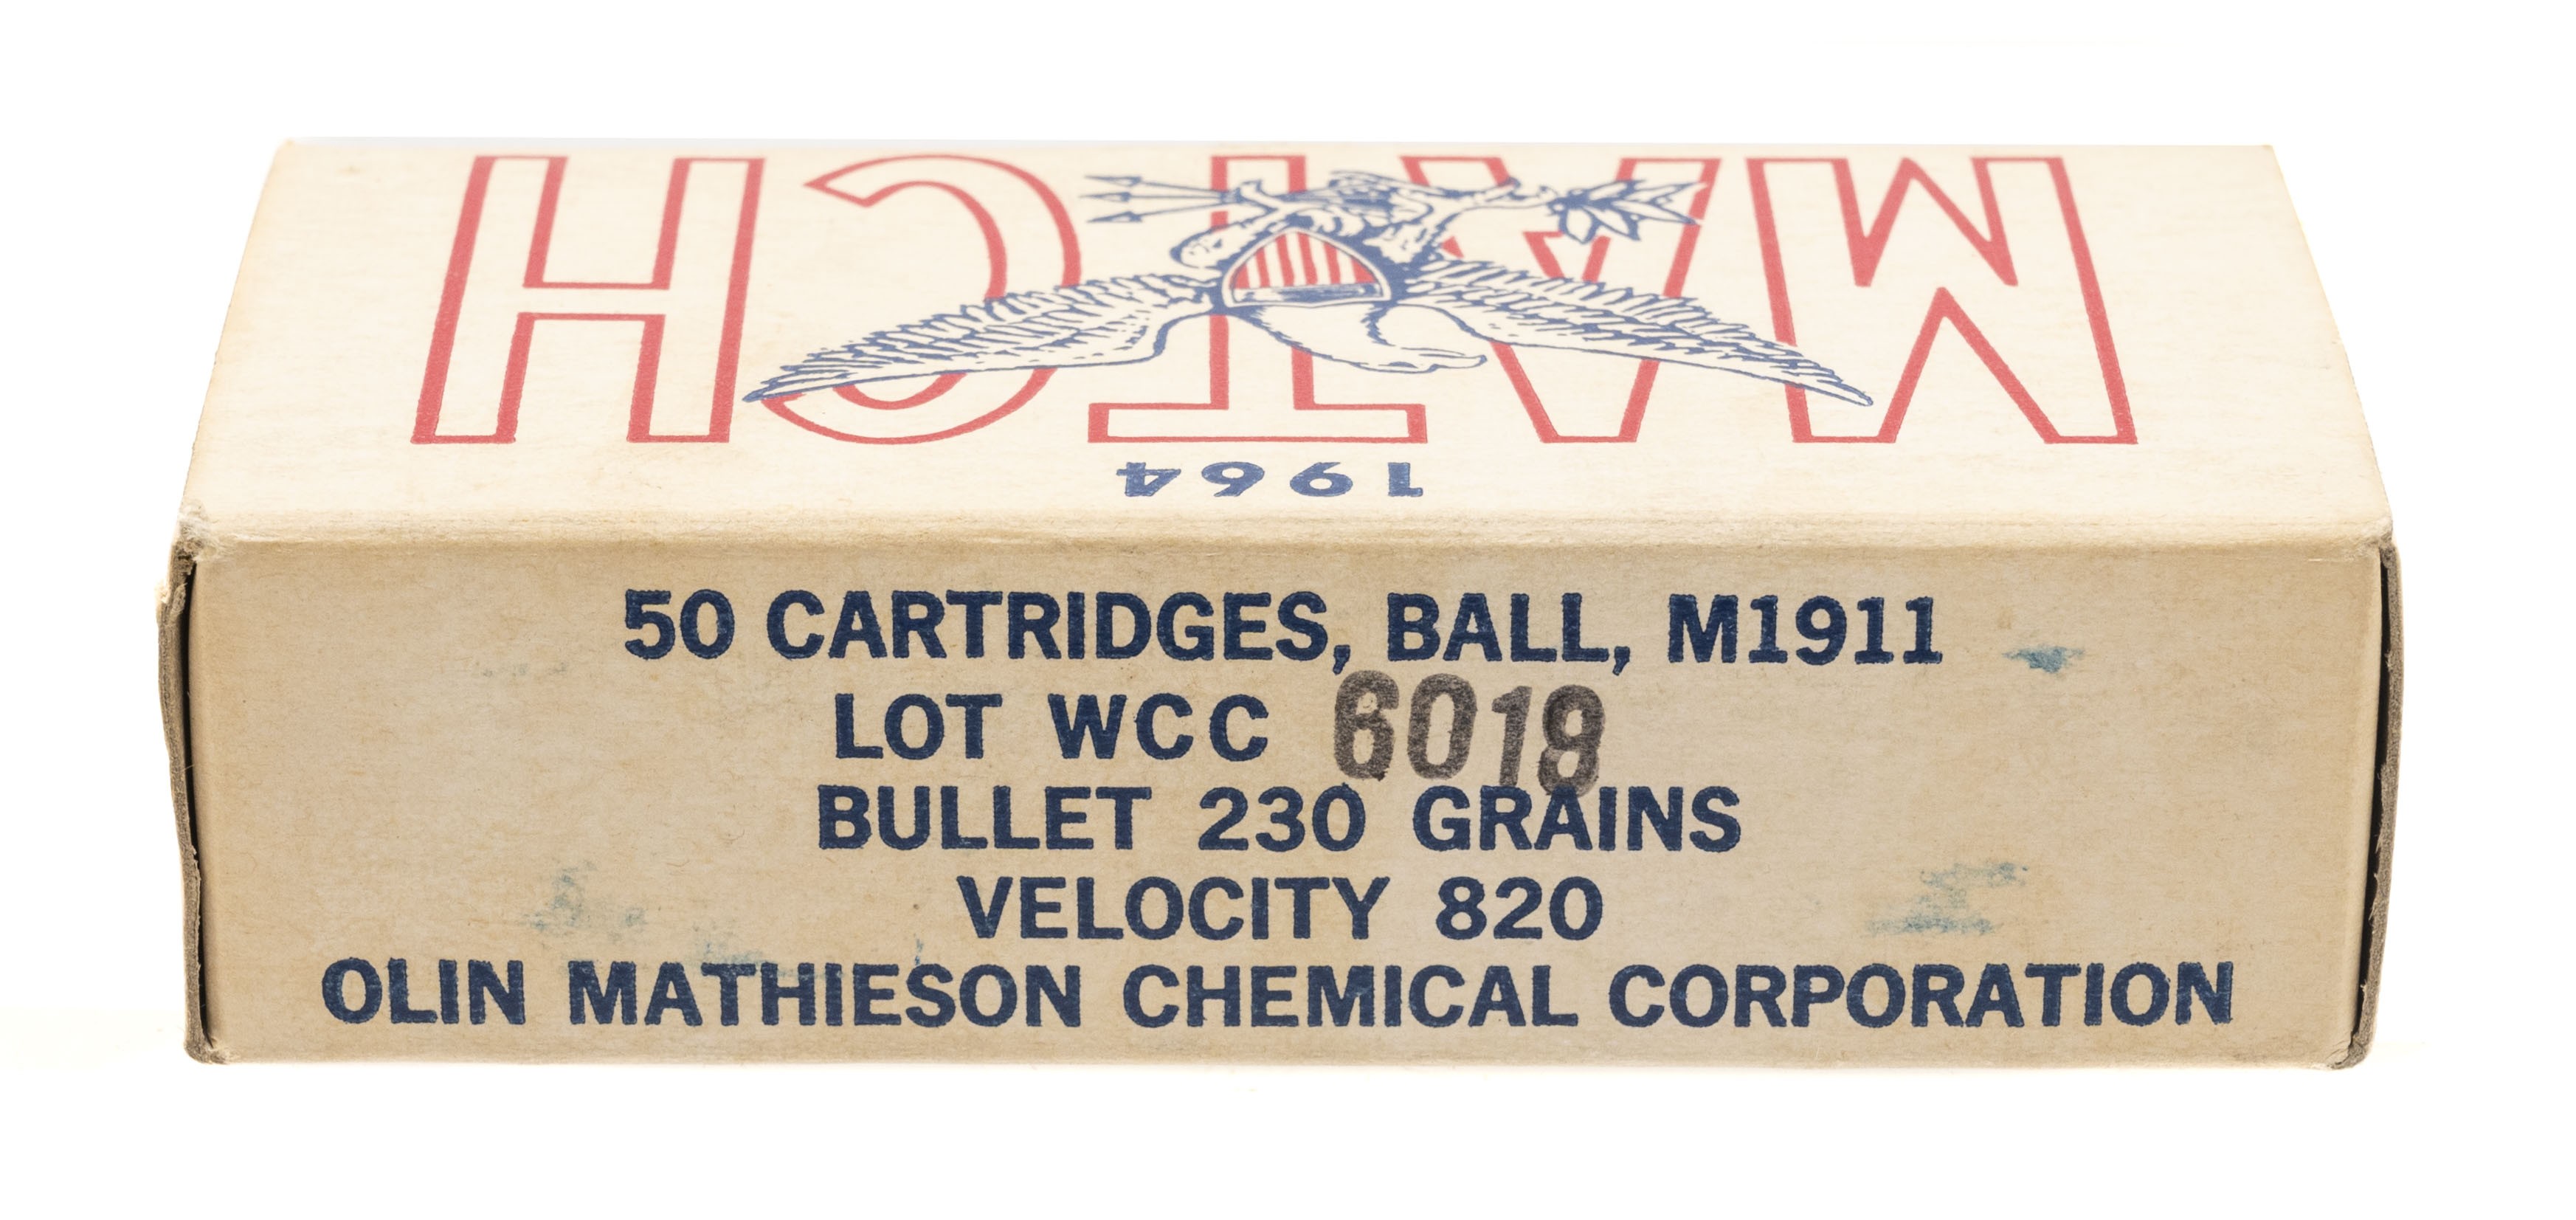 MATCH
1964
50 CARTRIDGES, BALL, M1911
LOT WCC 6019
BULLET 230 GRAINS
VELOCITY 820
OLIN MATHIESON CHEMICAL CORPORATION